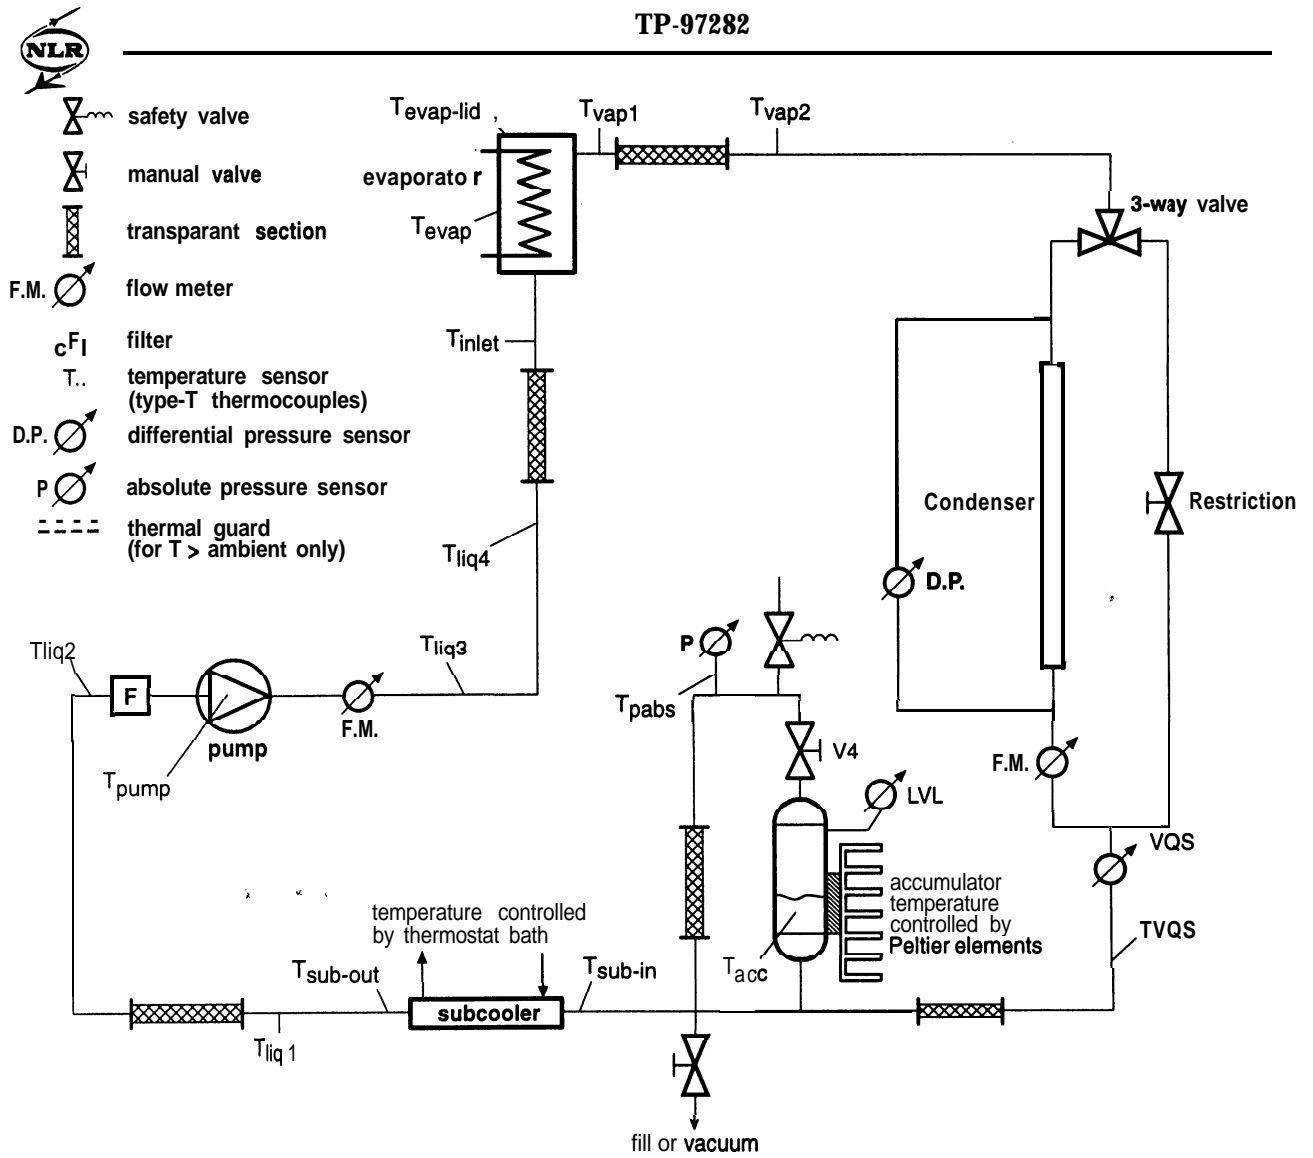 TP-97282
NLR
safety valve
manual valve
transparant section
F.M. flow meter
cFI filter
T.. temperature sensor
(type-T thermocouples)
D.P. differential pressure sensor
P absolute pressure sensor
thermal guard
(for T > ambient only)
Tevap-lid
Tvap1
Tvap2
evaporator
Tevap
3-way valve
Tinlet
Condenser
Restriction
Tliq4
D.P.
Tliq2
Tliq3
P
F
Tpabs
F.M.
pump
V4
F.M.
Tpump
LVL
VQS
accumulator
temperature
controlled by
Peltier elements
temperature controlled
by thermostat bath
TVQS
Tsub-out
Tsub-in
Tacc
subcooler
Tliq 1
fill or vacuum